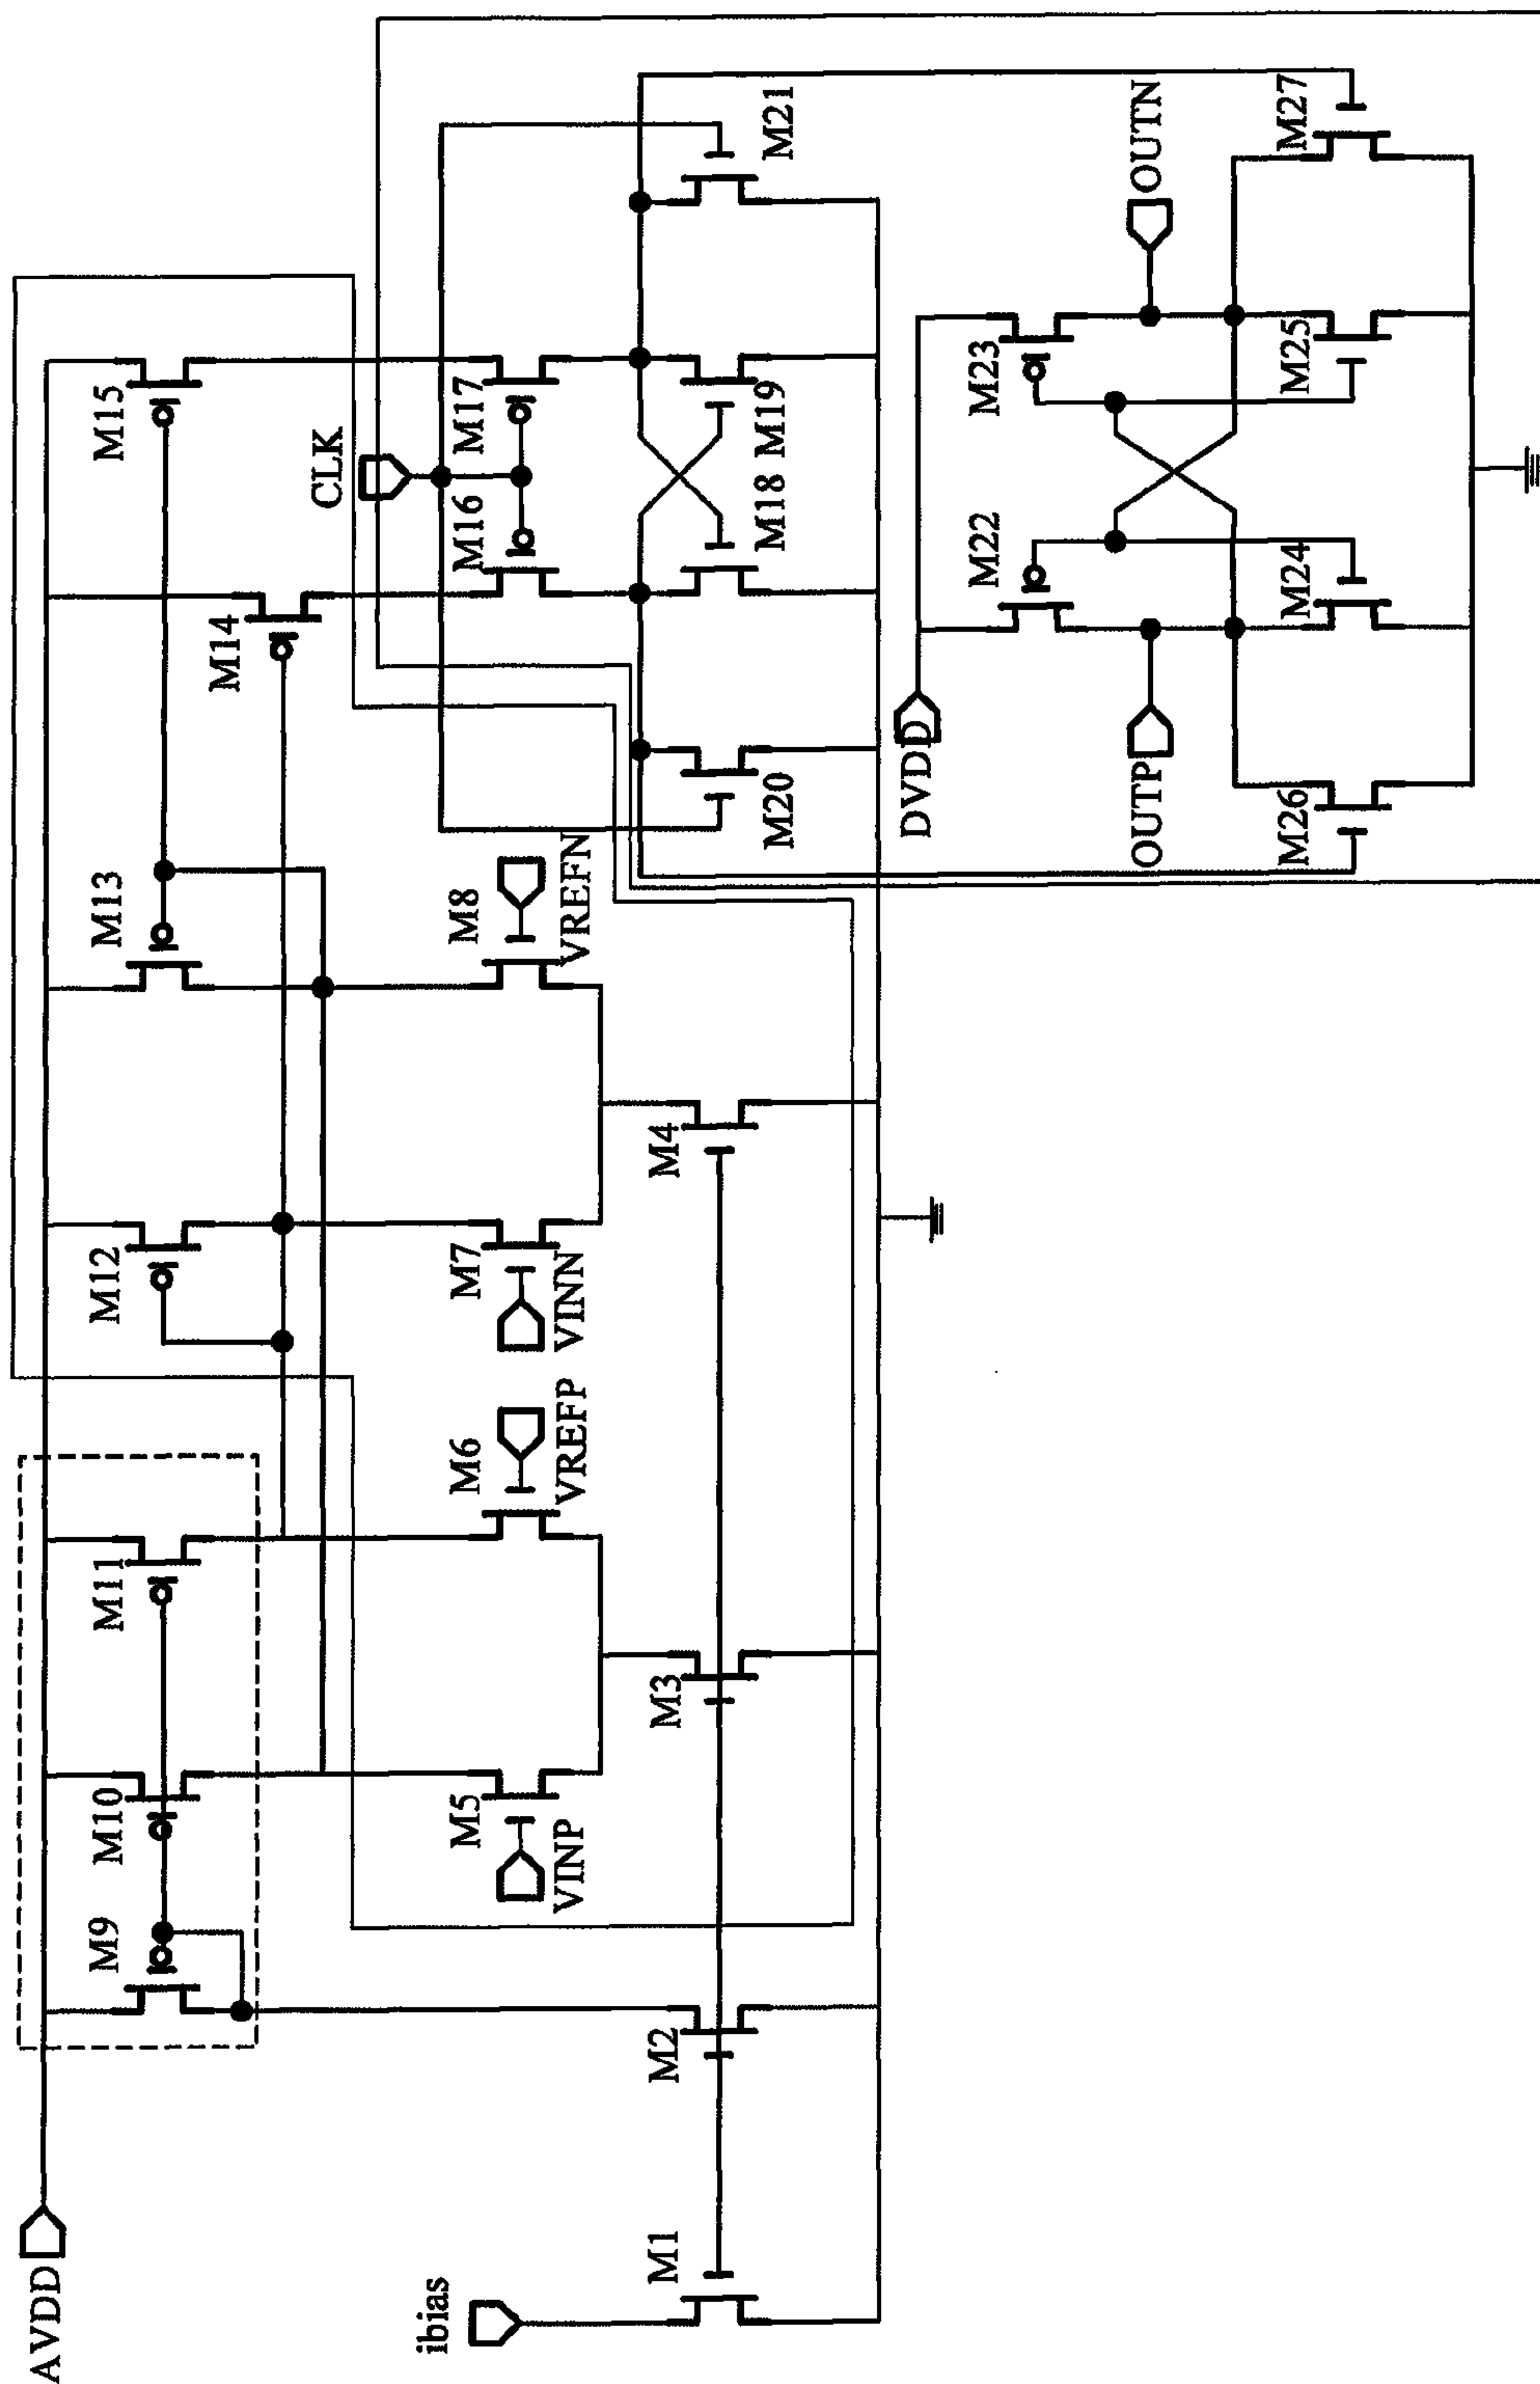 AVDD
ibias
M1
M2
M3
M4
M9
M10
M11
M12
M13
M14
M15
M5
VINP
M6
VREFP
M7
VINN
M8
VREFN
CLK
M16
M17
M20
M18
M19
M21
DVDD
M22
M23
OUTP
OUTN
M26
M24
M25
M27